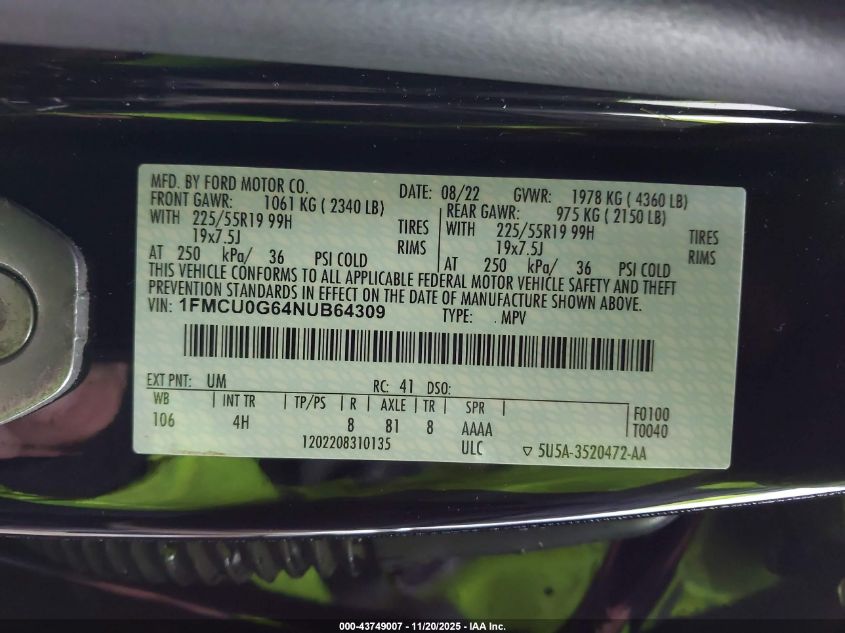 MFD. BY FORD MOTOR CO. DATE: 08/22 GVWR: 1978 KG ( 4360 LB)
FRONT GAWR: 1061 KG ( 2340 LB) REAR GAWR: 975 KG ( 2150 LB)
WITH 225/55R19 99H TIRES WITH 225/55R19 99H TIRES
19x7.5J RIMS 19x7.5J RIMS
AT 250 kPa/ 36 PSI COLD AT 250 kPa/ 36 PSI COLD
THIS VEHICLE CONFORMS TO ALL APPLICABLE FEDERAL MOTOR VEHICLE SAFETY AND THEFT
PREVENTION STANDARDS IN EFFECT ON THE DATE OF MANUFACTURE SHOWN ABOVE.
VIN: 1FMCU0G64NUB64309 TYPE: . MPV
EXT PNT: UM RC: 41 DSO:
WB INT TR TP/PS R AXLE TR SPR F0100
106 4H 8 81 8 AAAA T0040
1202208310135 ULC ▽ 5U5A-3520472-AA
000-43749007 - 11/20/2025 - IAA Inc.